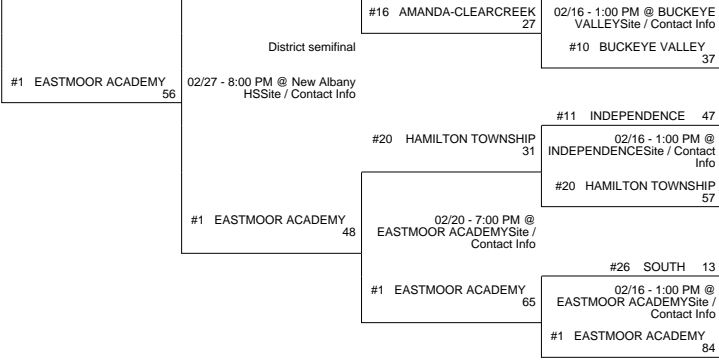 #16 AMANDA-CLEARCREEK
27
02/16 - 1:00 PM @ BUCKEYE
VALLEYSite / Contact Info
#10 BUCKEYE VALLEY
37
District semifinal
#1 EASTMOOR ACADEMY
56
02/27 - 8:00 PM @ New Albany
HSSite / Contact Info
#11 INDEPENDENCE 47
#20 HAMILTON TOWNSHIP
31
02/16 - 1:00 PM @
INDEPENDENCESite / Contact
Info
#20 HAMILTON TOWNSHIP
57
#1 EASTMOOR ACADEMY
48
02/20 - 7:00 PM @
EASTMOOR ACADEMYSite /
Contact Info
#26 SOUTH 13
#1 EASTMOOR ACADEMY
65
02/16 - 1:00 PM @
EASTMOOR ACADEMYSite /
Contact Info
#1 EASTMOOR ACADEMY
84